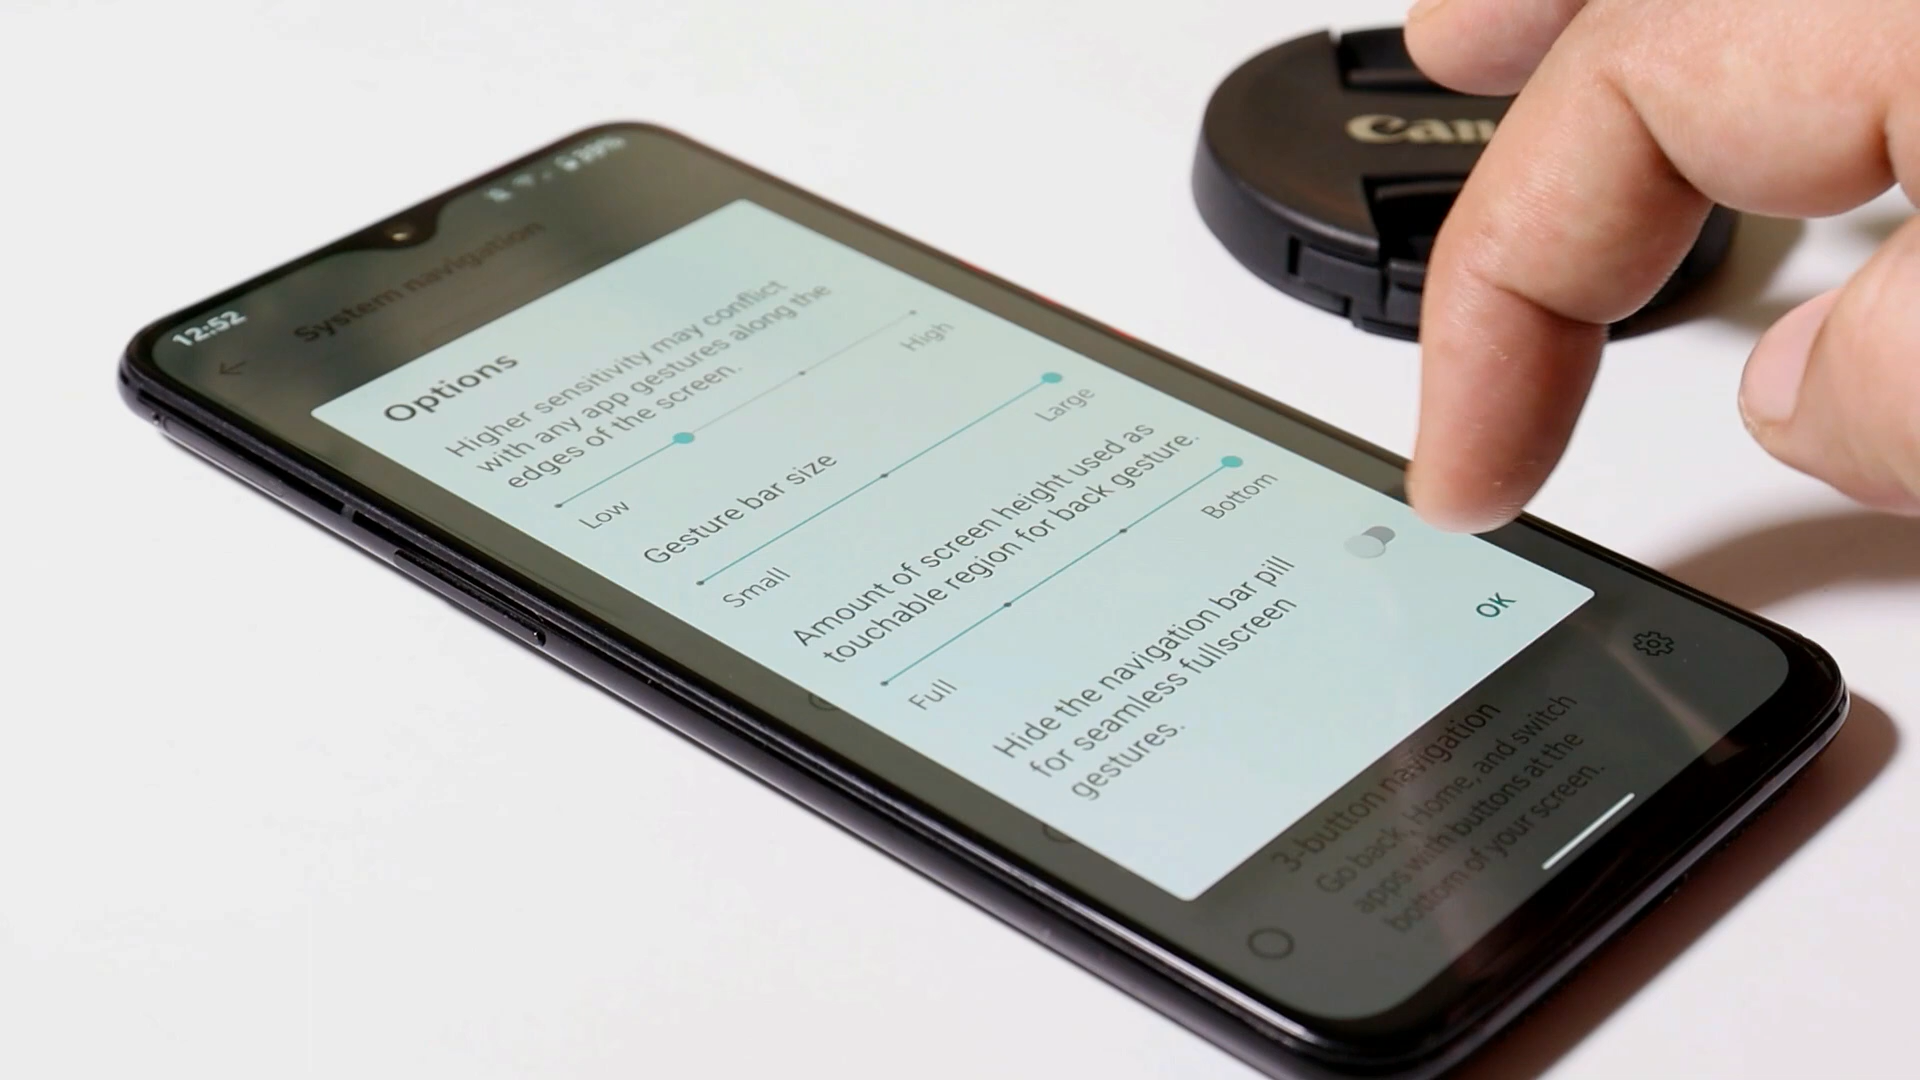 12:52
39%
System navigation
Options
Higher sensitivity may conflict
with any app gestures along the
edges of the screen.
Low
High
Gesture bar size
Small
Large
Amount of screen height used as
touchable region for back gesture.
Full
Bottom
Hide the navigation bar pill
for seamless fullscreen
gestures.
OK
3-button navigation
Go back, Home, and switch
apps with buttons at the
bottom of your screen.
Can